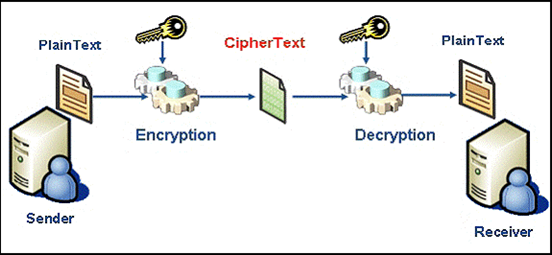 PlainText
CipherText
PlainText
Encryption
Decryption
Sender
Receiver